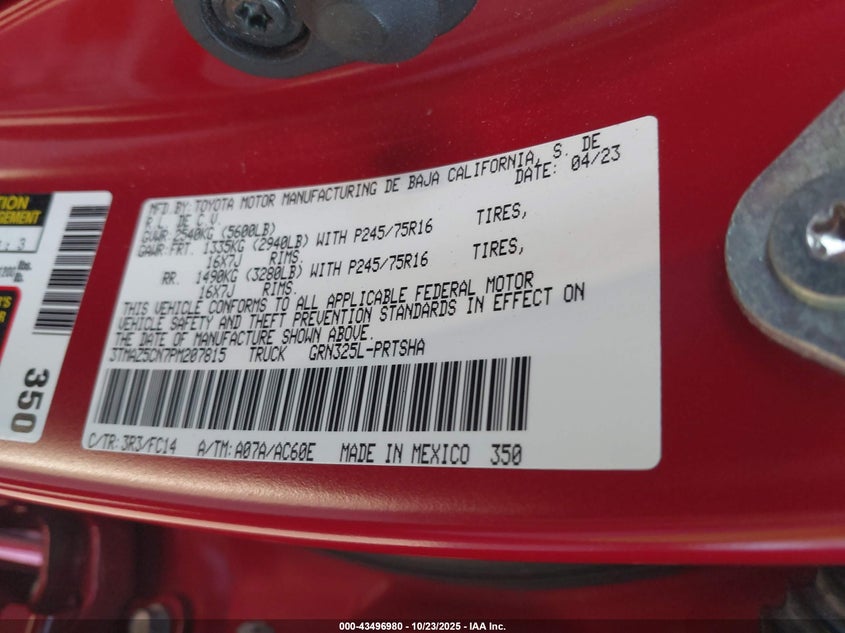 MFD.BY: TOYOTA MOTOR MANUFACTURING DE BAJA CALIFORNIA, S. DE
R.L. DE C.V. DATE: 04/23
GVWR: 2540KG (5600LB)
GAWR:FRT. 1335KG (2940LB) WITH P245/75R16 TIRES,
16X7J RIMS.
RR. 1490KG (3280LB) WITH P245/75R16 TIRES,
16X7J RIMS.
THIS VEHICLE CONFORMS TO ALL APPLICABLE FEDERAL MOTOR
VEHICLE SAFETY AND THEFT PREVENTION STANDARDS IN EFFECT ON
THE DATE OF MANUFACTURE SHOWN ABOVE.
3TMAZ5CN7PM207815 TRUCK GRN325L-PRTSHA
C/TR:3R3/FC14 A/TM:A07A/AC60E MADE IN MEXICO 350
350
000-43496980 - 10/23/2025 - IAA Inc.